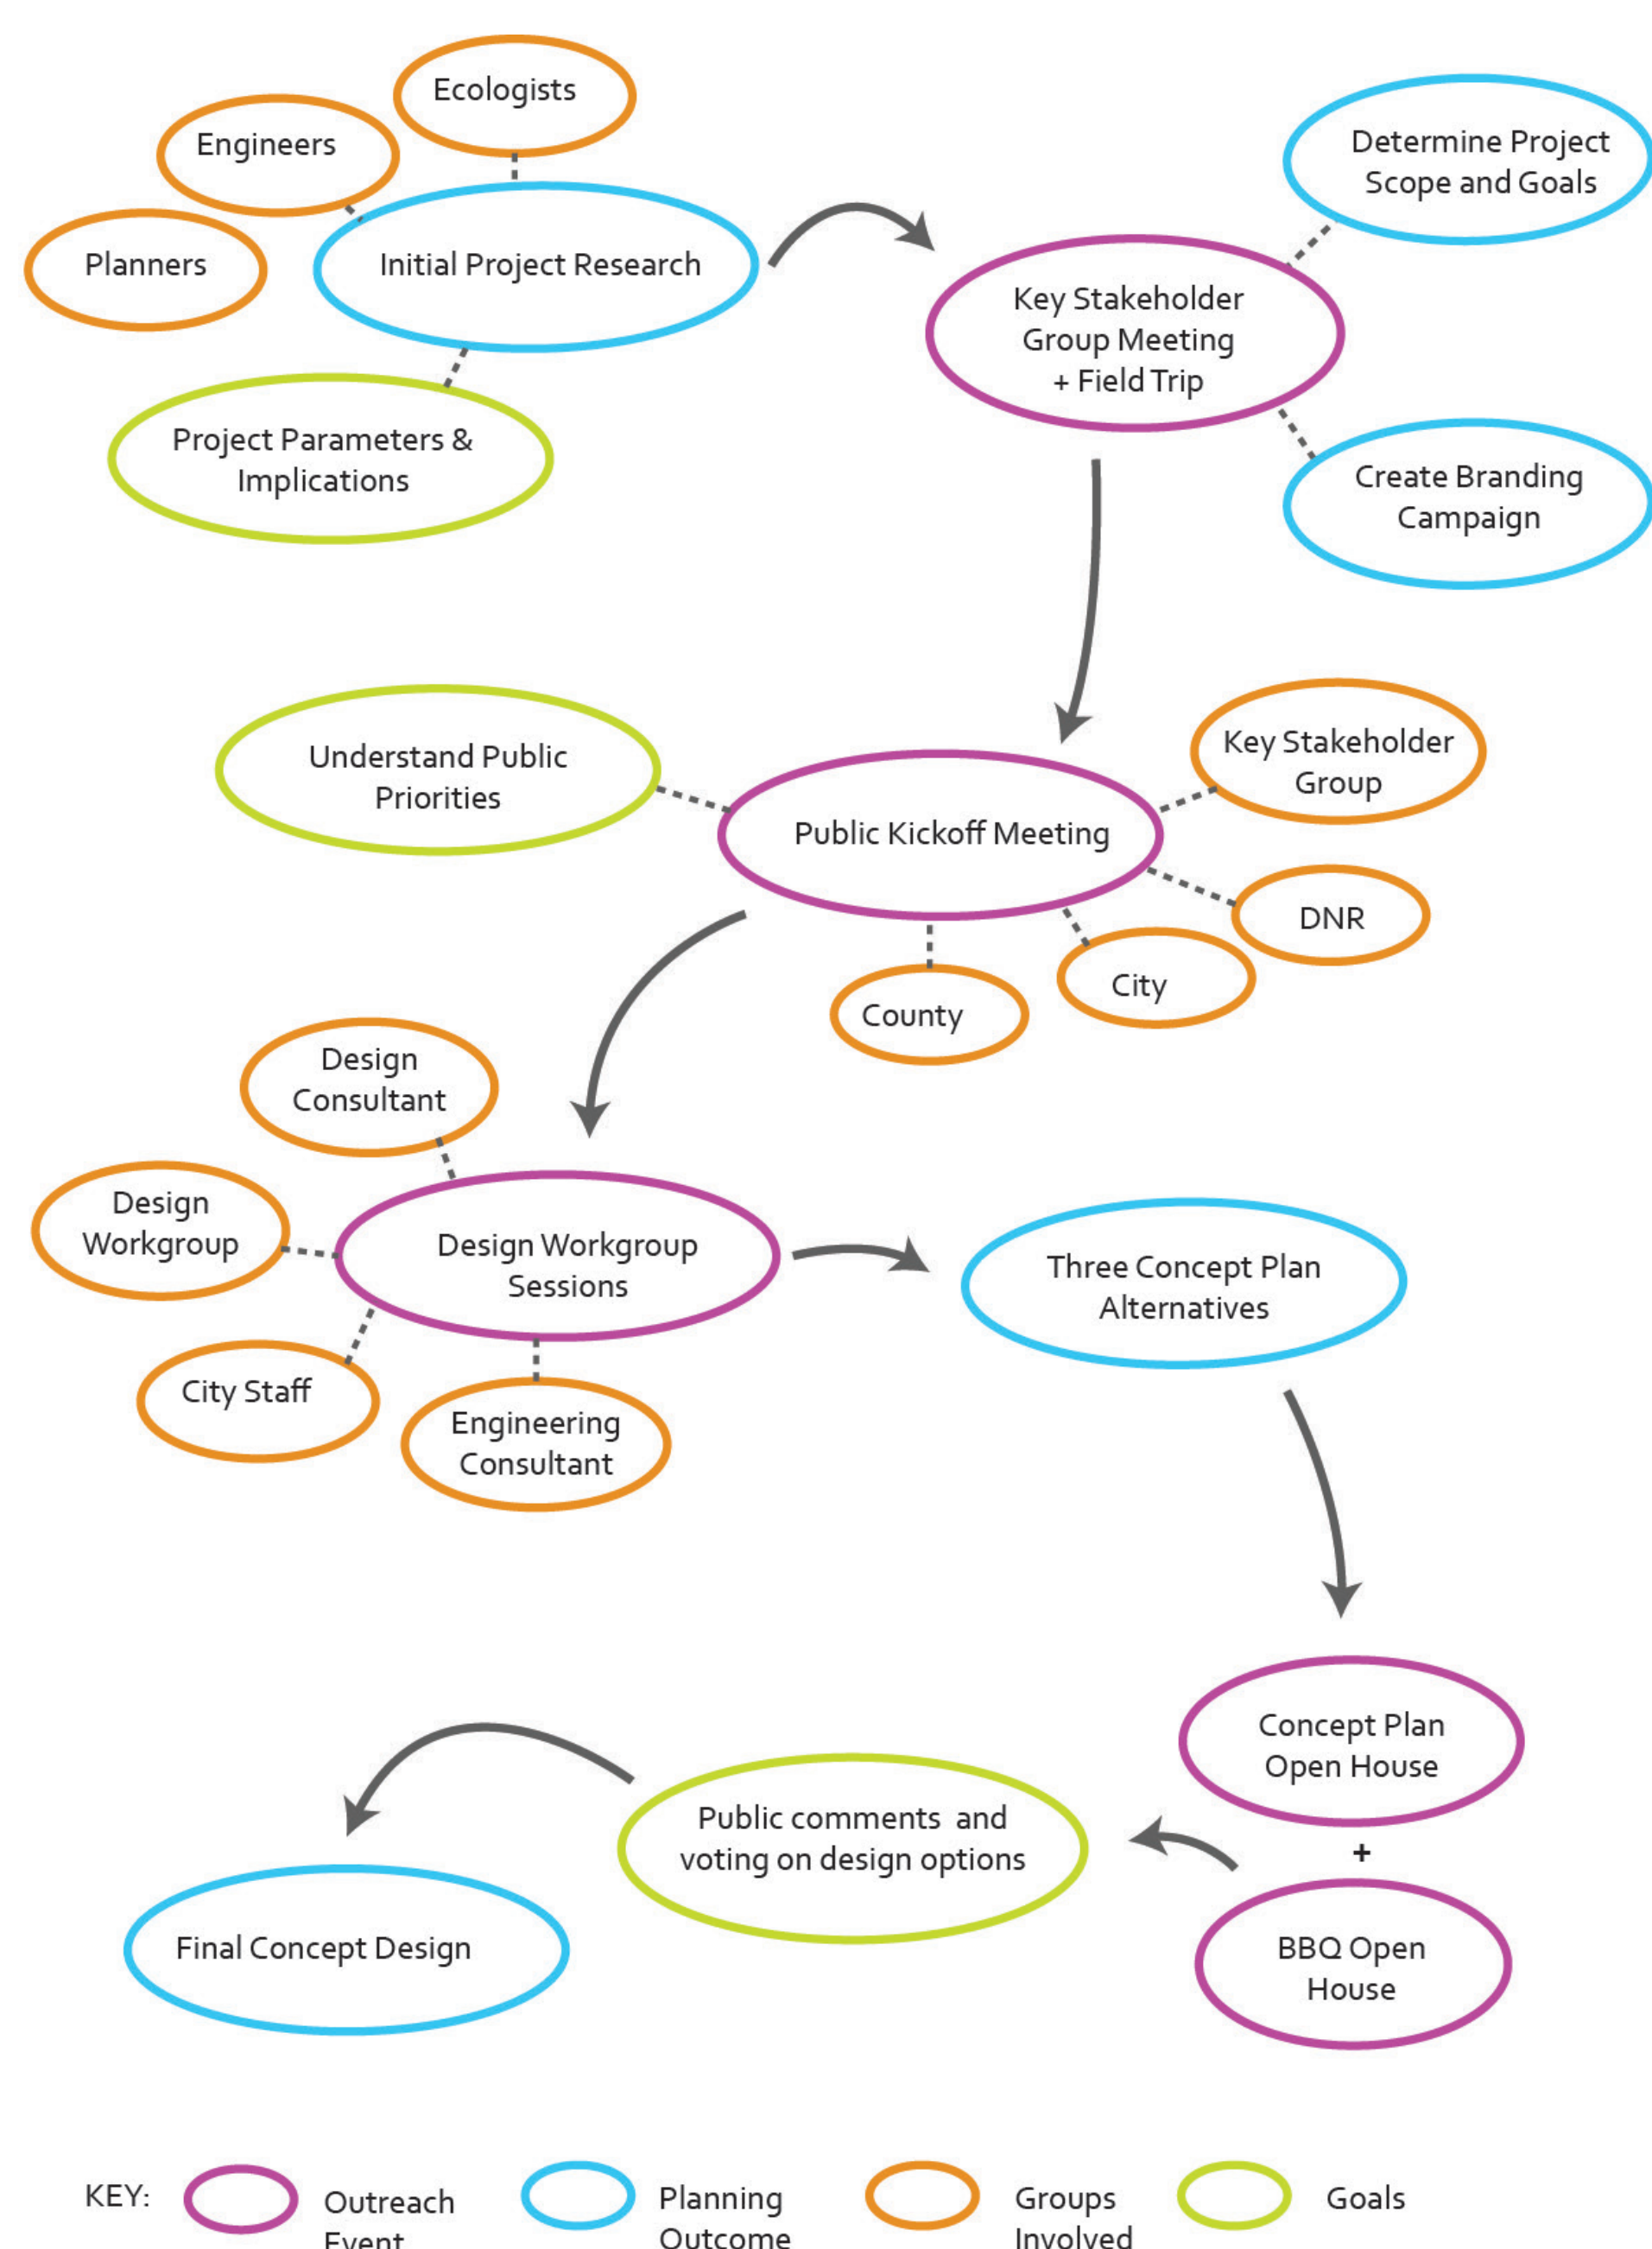 Ecologists
Engineers
Planners
Initial Project Research
Project Parameters &
Implications
Determine Project
Scope and Goals
Key Stakeholder
Group Meeting
+ Field Trip
Create Branding
Campaign
Understand Public
Priorities
Public Kickoff Meeting
Key Stakeholder
Group
DNR
City
County
Design
Consultant
Design
Workgroup
Design Workgroup
Sessions
City Staff
Engineering
Consultant
Three Concept Plan
Alternatives
Concept Plan
Open House
+
BBQ Open
House
Public comments and
voting on design options
Final Concept Design
KEY:
Outreach
Event
Planning
Outcome
Groups
Involved
Goals